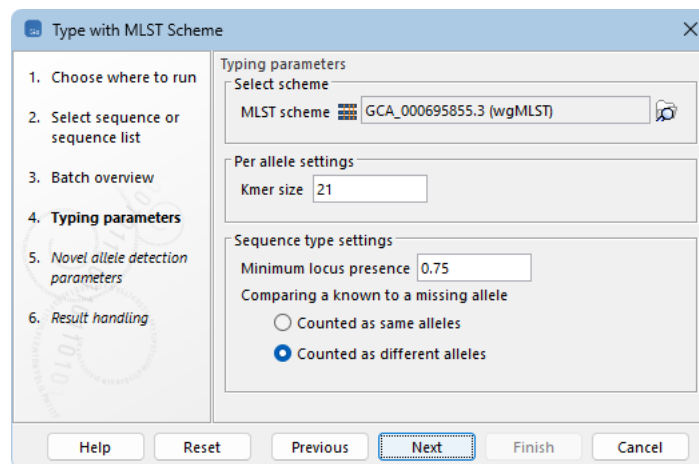 Type with MLST Scheme
1. Choose where to run
2. Select sequence or
sequence list
3. Batch overview
4. Typing parameters
5. Novel allele detection
parameters
6. Result handling
Typing parameters
Select scheme
MLST scheme GCA_000695855.3 (wgMLST)
Per allele settings
Kmer size 21
Sequence type settings
Minimum locus presence 0.75
Comparing a known to a missing allele
Counted as same alleles
Counted as different alleles
Help Reset Previous Next Finish Cancel